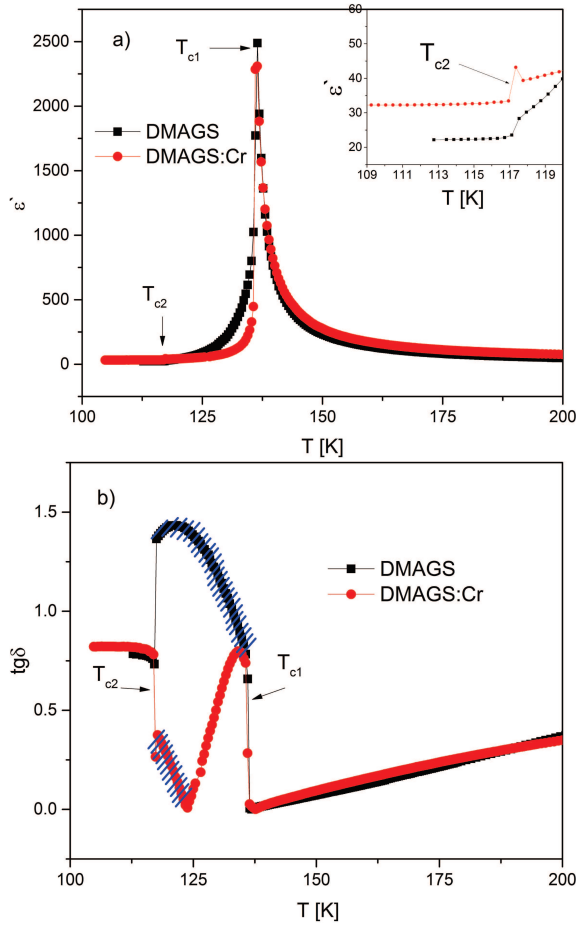 a)
T_c1
DMAGS
DMAGS:Cr
T_c2
ε`
2500
2000
1500
1000
500
0
100
125
150
175
200
T [K]
60
50
40
30
20
ε`
T_c2
109
111
113
115
117
119
T [K]
b)
DMAGS
DMAGS:Cr
T_c2
T_c1
tgδ
1.5
1.0
0.5
0.0
100
125
150
175
200
T [K]